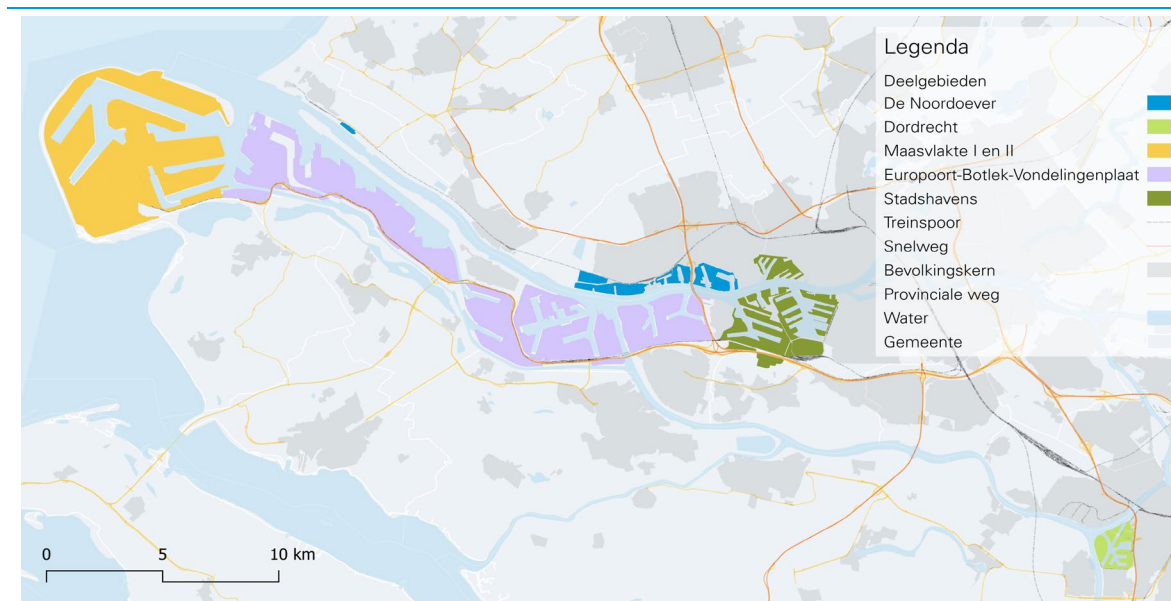 Legenda
Deelgebieden
De Noordoever
Dordrecht
Maasvlakte I en II
Europoort-Botlek-Vondelingenplaat
Stadshavens
Treinspoor
Snelweg
Bevolkingskern
Provinciale weg
Water
Gemeente
0 5 10 km